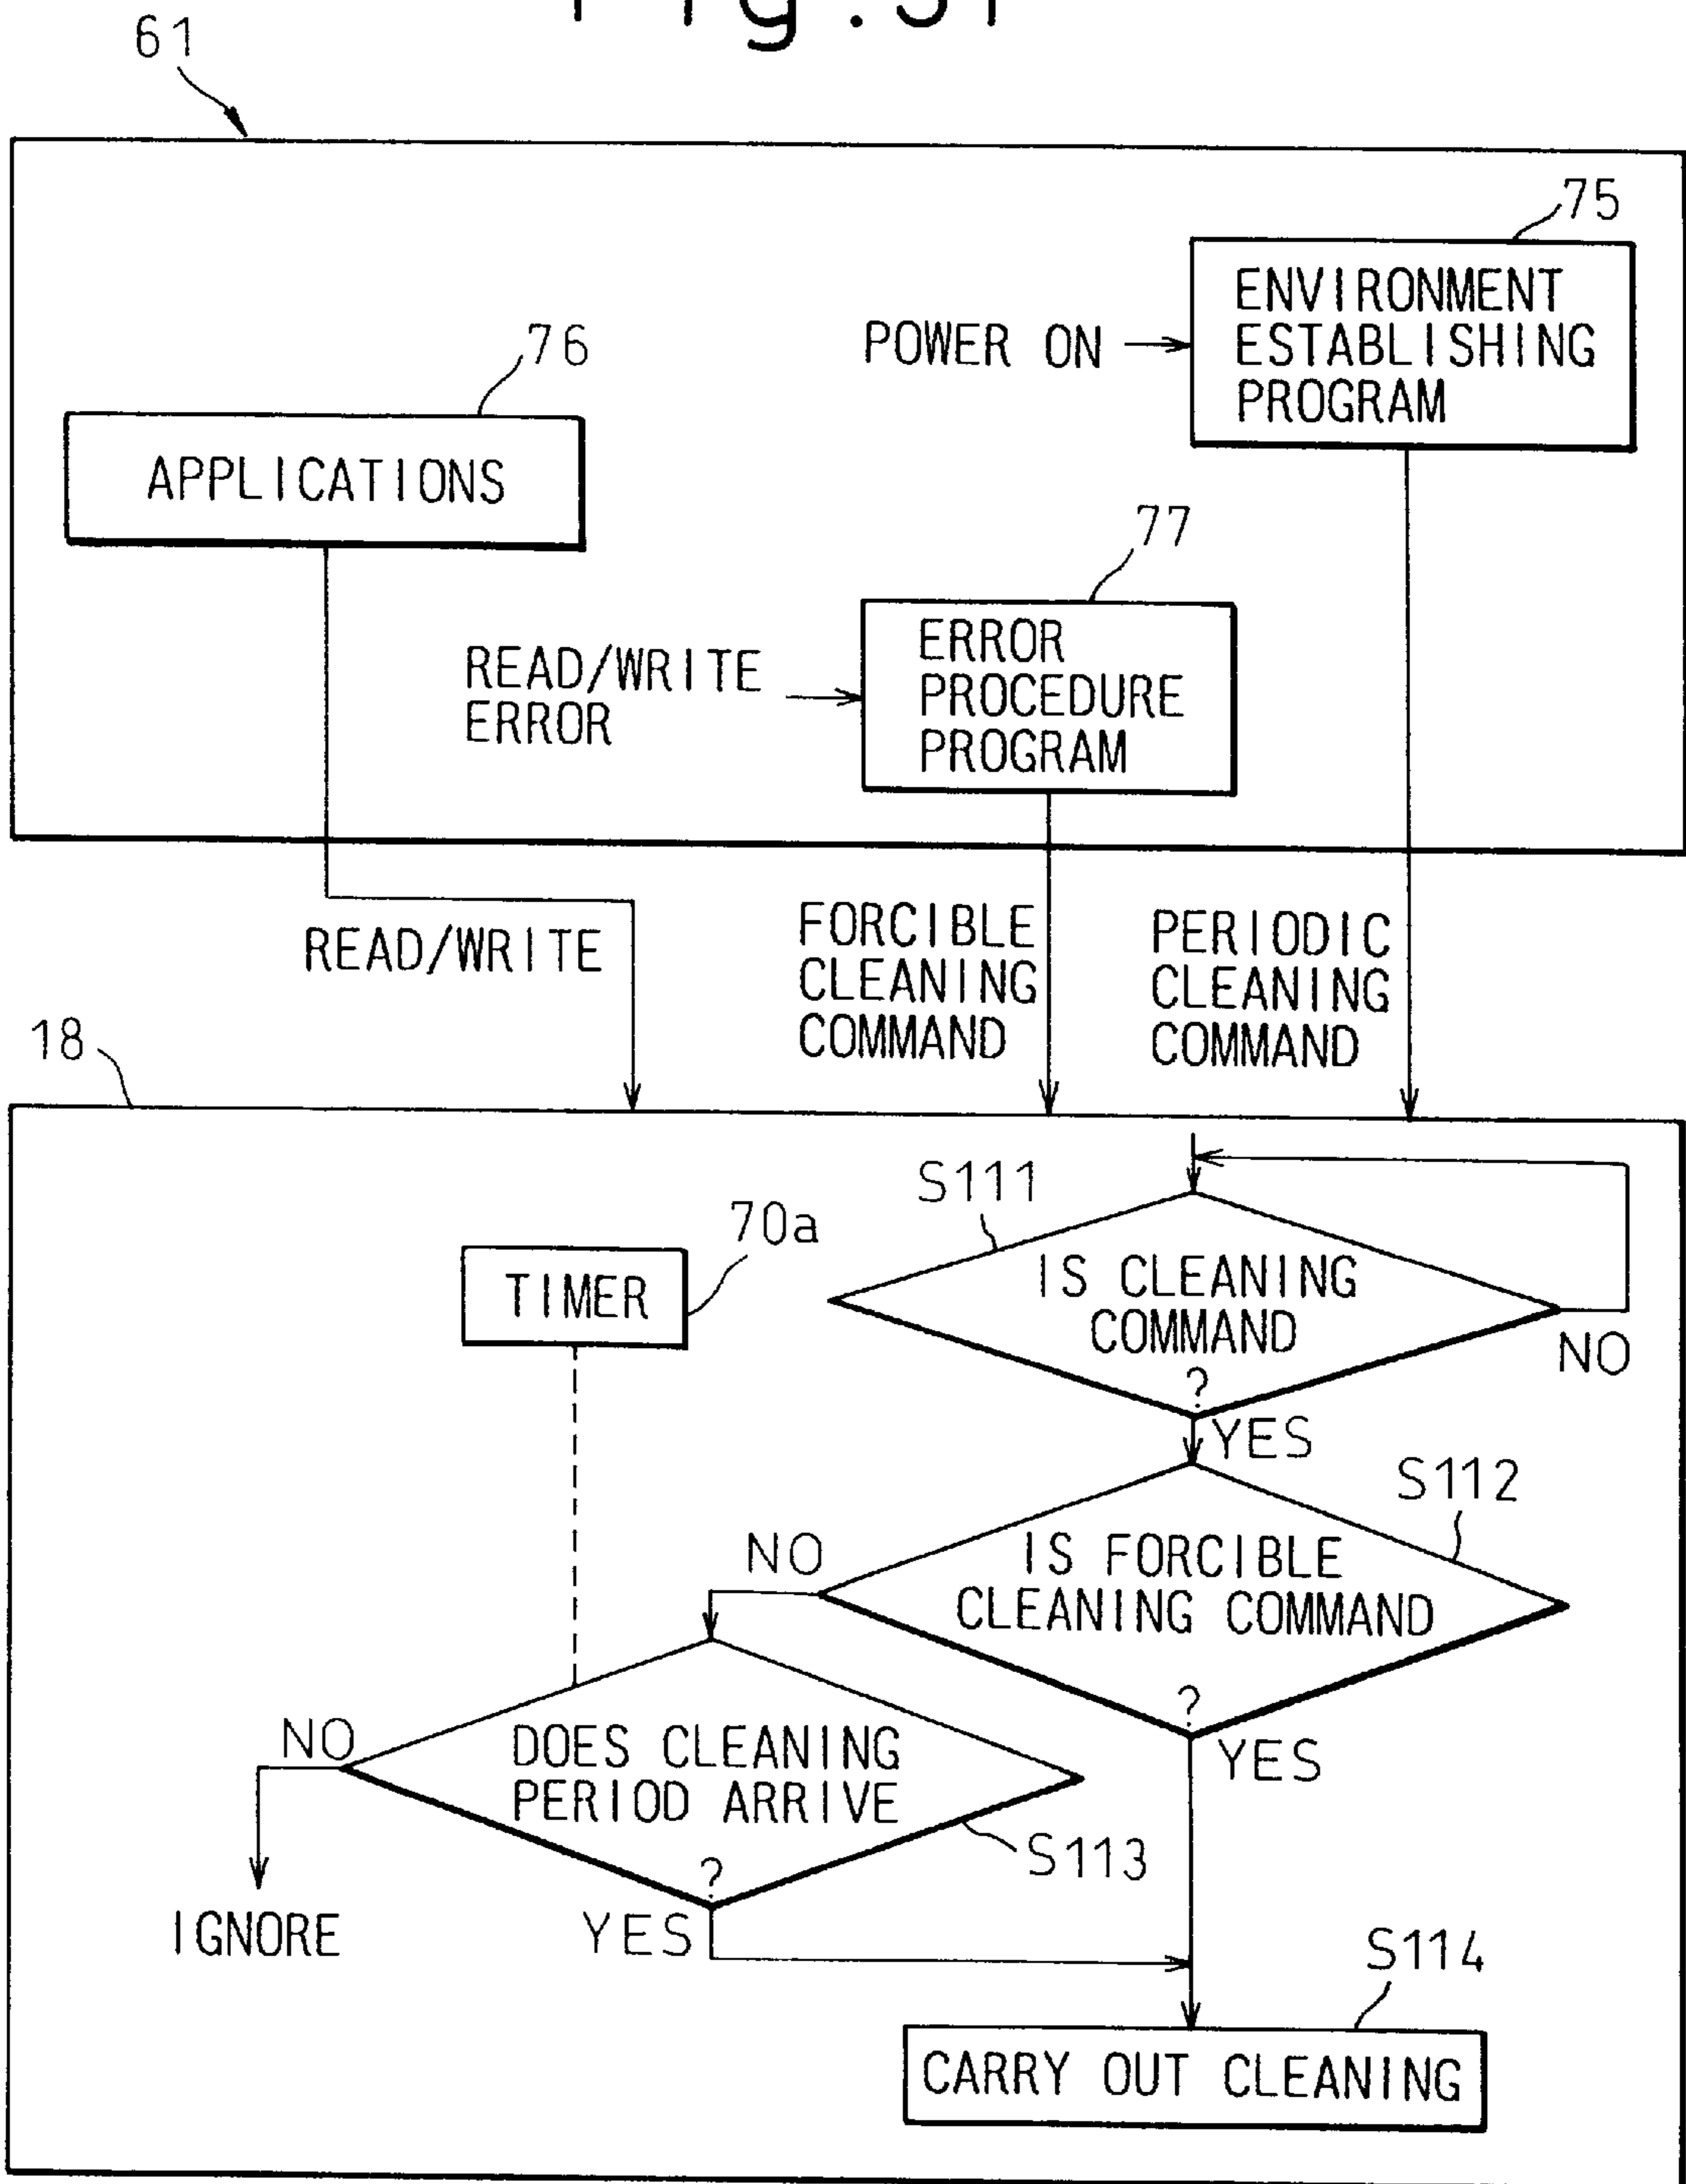 61
75
ENVIRONMENT
ESTABLISHING
PROGRAM
POWER ON
76
APPLICATIONS
77
ERROR
PROCEDURE
PROGRAM
READ/WRITE
ERROR
READ/WRITE
FORCIBLE
CLEANING
COMMAND
PERIODIC
CLEANING
COMMAND
18
S111
70a
TIMER
IS CLEANING
COMMAND
?
NO
YES
S112
NO
IS FORCIBLE
CLEANING COMMAND
?
YES
NO
DOES CLEANING
PERIOD ARRIVE
?
S113
IGNORE
YES
S114
CARRY OUT CLEANING